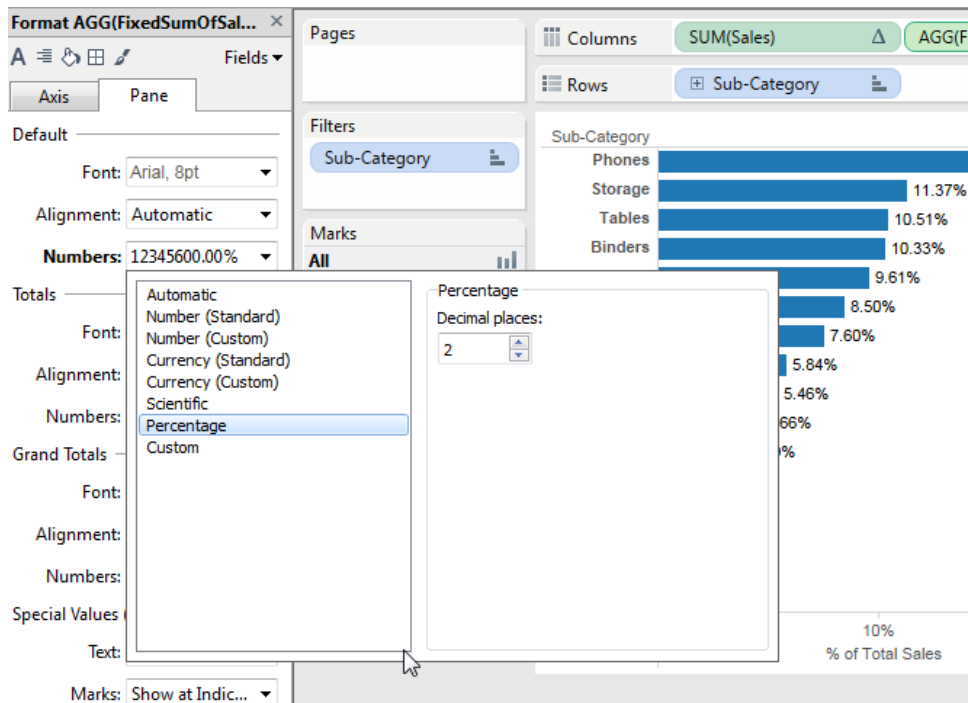 Format AGG(FixedSumOfSal... ×
Fields
Axis Pane
Default
Font: Arial, 8pt
Alignment: Automatic
Numbers: 12345600.00%
Totals
Font:
Alignment:
Numbers:
Grand Totals
Font:
Alignment:
Numbers:
Special Values
Text:
Marks: Show at Indic...
Automatic
Number (Standard)
Number (Custom)
Currency (Standard)
Currency (Custom)
Scientific
Percentage
Custom
Percentage
Decimal places:
2
Pages
Filters
Sub-Category
Marks
All
Columns SUM(Sales) Δ AGG(F
Rows Sub-Category
Sub-Category
Phones
Storage 11.37%
Tables 10.51%
Binders 10.33%
9.61%
8.50%
7.60%
5.84%
5.46%
66%
%
10%
% of Total Sales